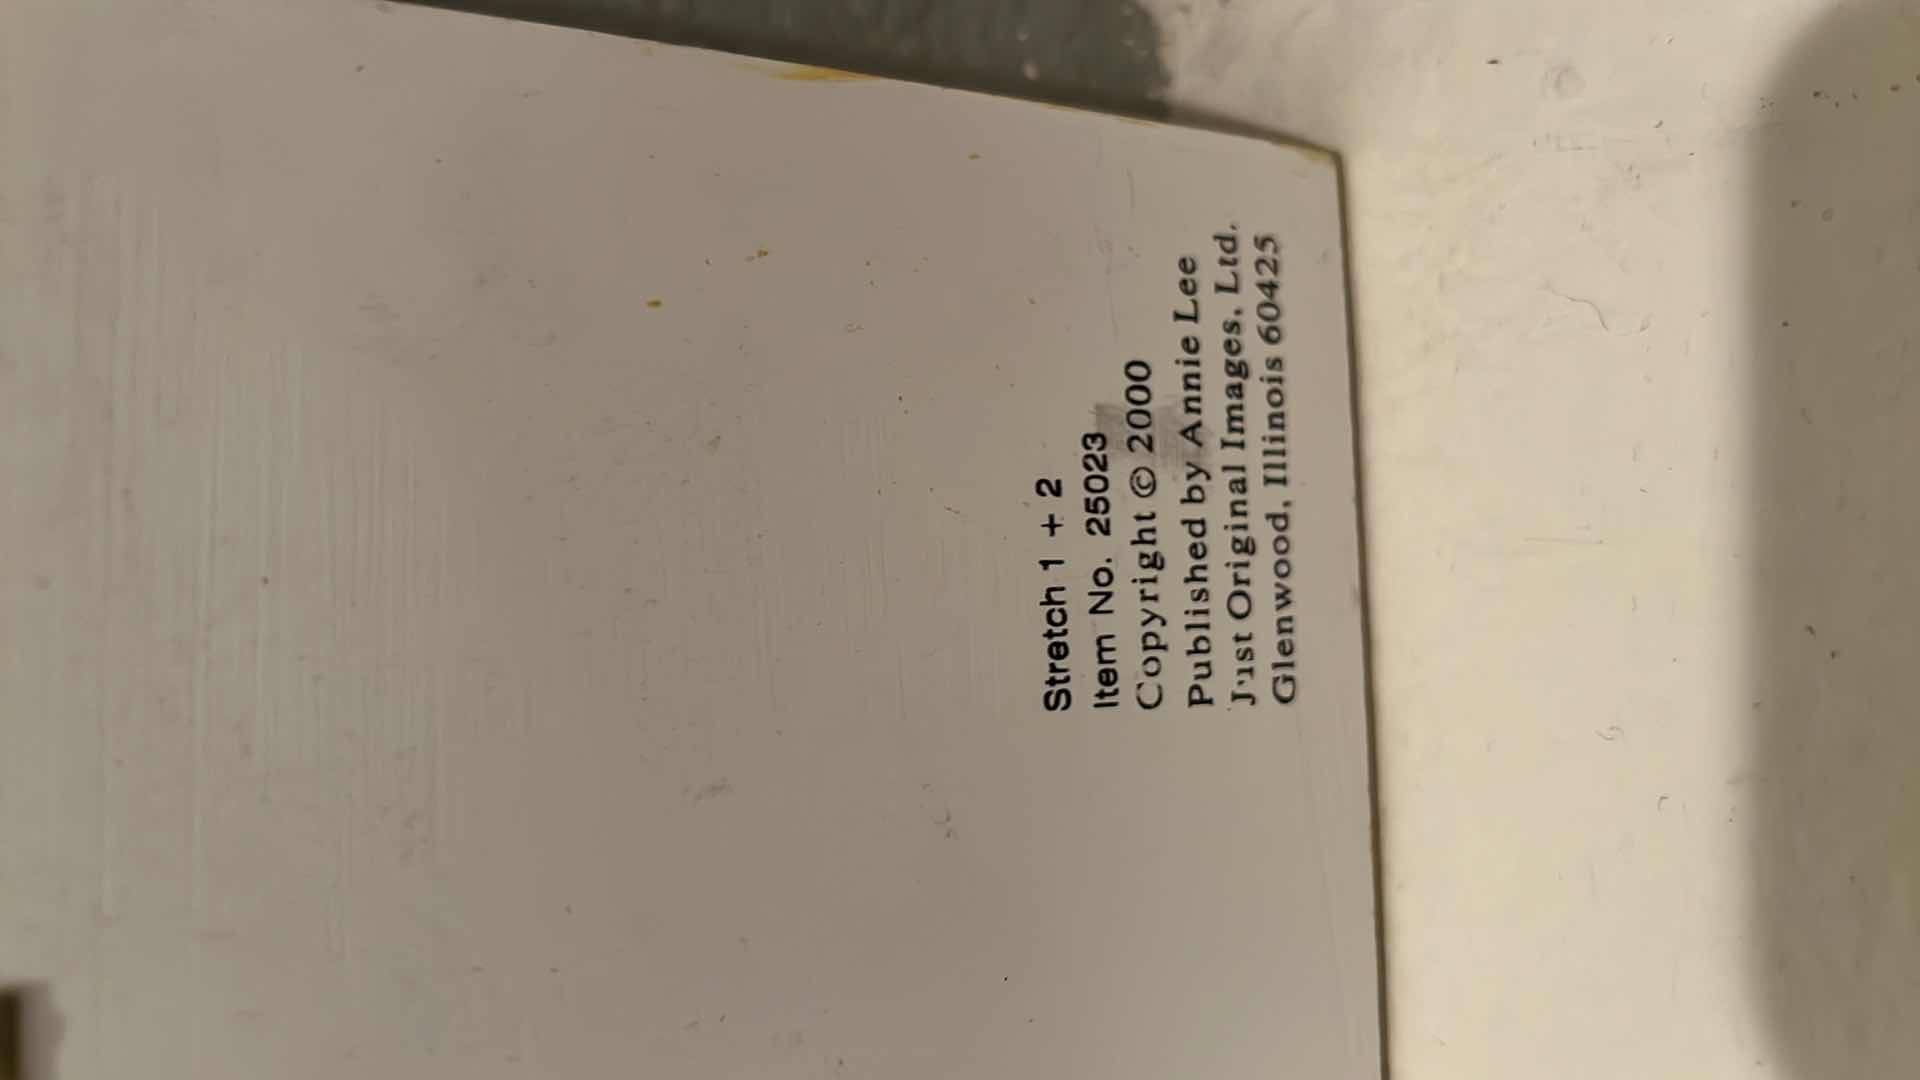 Stretch 1 + 2
Item No. 25023
Copyright © 2000
Published by Annie Lee
Just Original Images, Ltd.
Glenwood, Illinois 60425